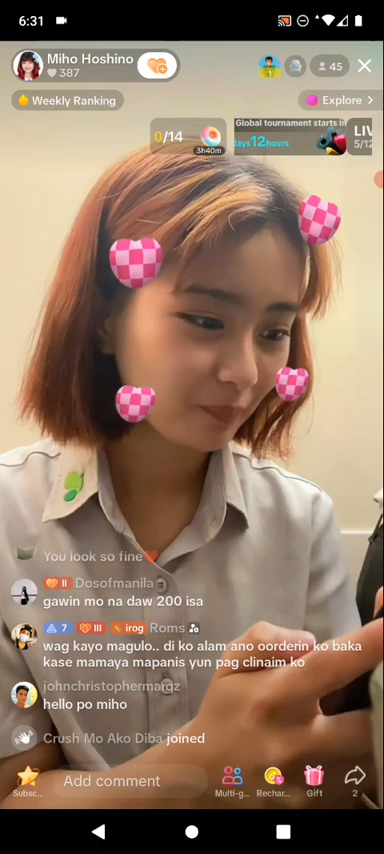 6:31
Miho Hoshino
387
45
Weekly Ranking
Explore
0/14
3h40m
Global tournament starts in
ays12hours
LIV
5/12
You look so fine
II Dosofmanila
gawin mo na daw 200 isa
7 III irog Roms
wag kayo magulo.. di ko alam ano oorderin ko baka
kase mamaya mapanis yun pag clinaim ko
johnchristophermargz
hello po miho
Crush Mo Ako Diba joined
Add comment
Subsc...
Multi-g...
Rechar...
Gift
2